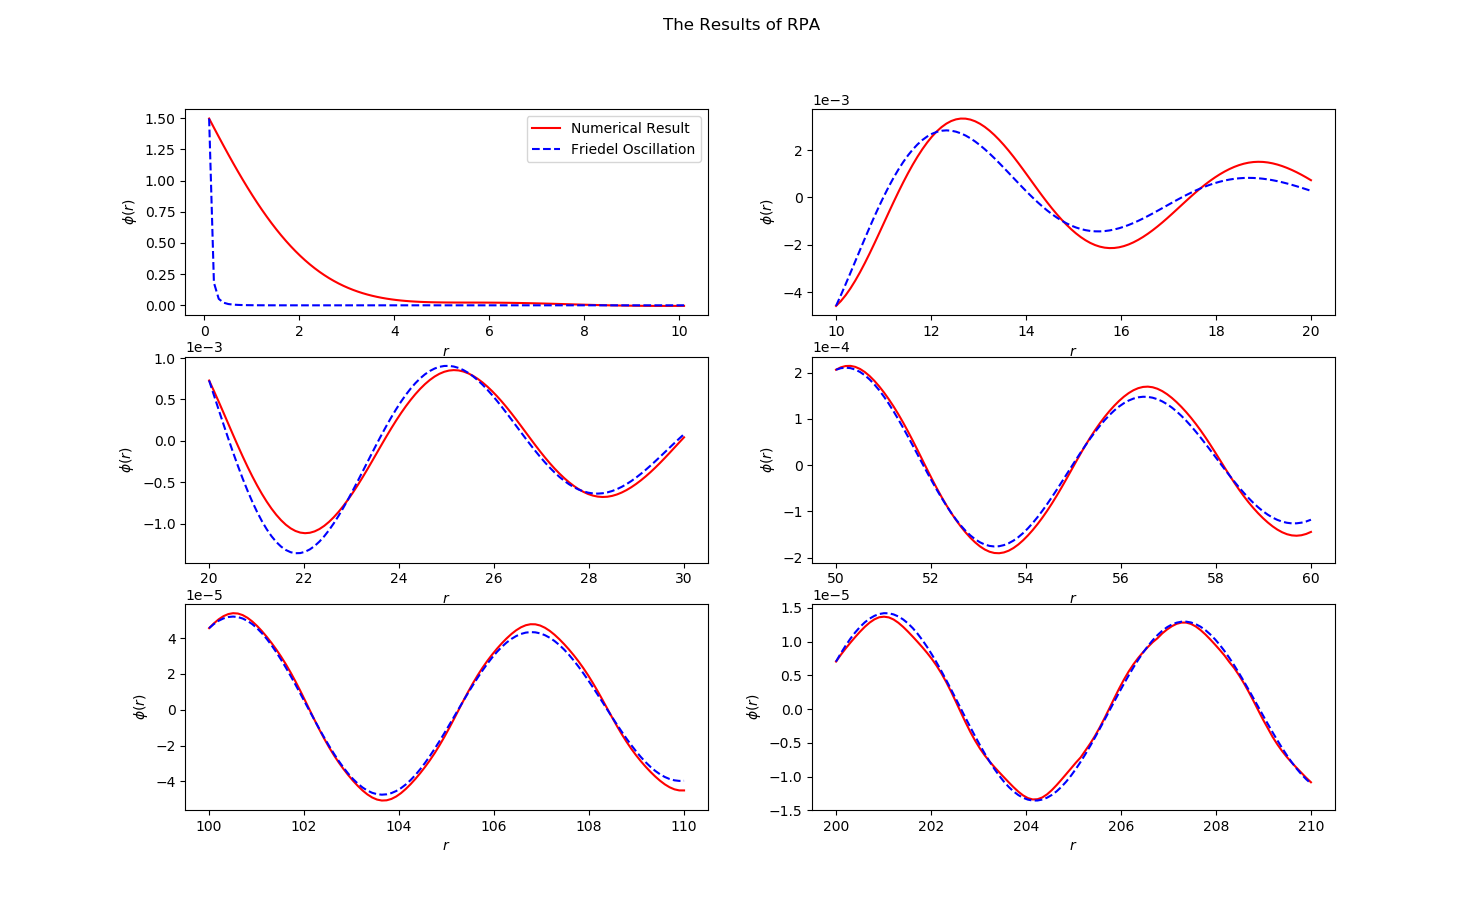 The Results of RPA
1.50
1.25
1.00
0.75
0.50
0.25
0.00
ϕ(r)
0 2 4 6 8 10
r
Numerical Result
Friedel Oscillation
1e−3
2
0
−2
−4
ϕ(r)
10 12 14 16 18 20
r
1e−3
1.0
0.5
0.0
−0.5
−1.0
ϕ(r)
20 22 24 26 28 30
r
1e−4
2
1
0
−1
−2
ϕ(r)
50 52 54 56 58 60
r
1e−5
4
2
0
−2
−4
ϕ(r)
100 102 104 106 108 110
r
1e−5
1.5
1.0
0.5
0.0
−0.5
−1.0
−1.5
ϕ(r)
200 202 204 206 208 210
r